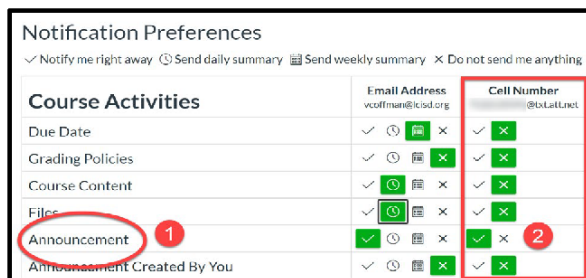 Notification Preferences
✓ Notify me right away Send daily summary Send weekly summary × Do not send me anything
Course Activities
Email Address
vcoffman@lcisd.org
Cell Number
@txt.att.net
Due Date
Grading Policies
Course Content
Files
Announcement
1
2
Announcement Created By You